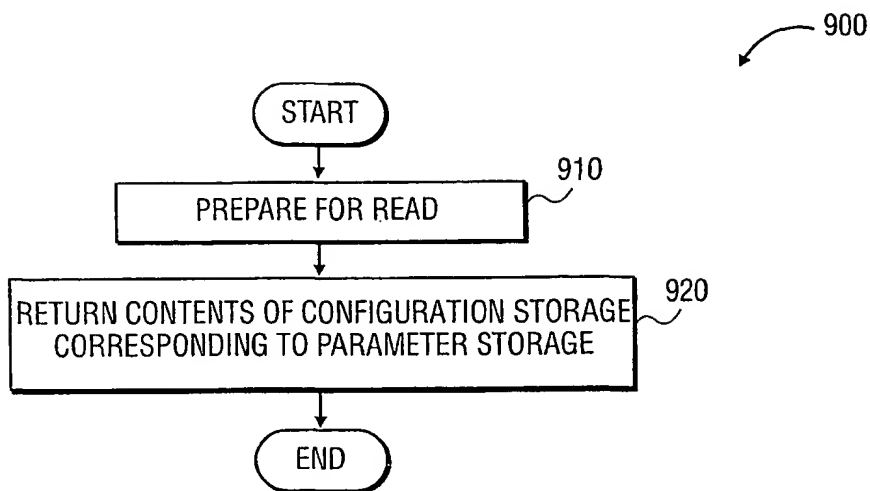 900
START
910
PREPARE FOR READ
920
RETURN CONTENTS OF CONFIGURATION STORAGE
CORRESPONDING TO PARAMETER STORAGE
END